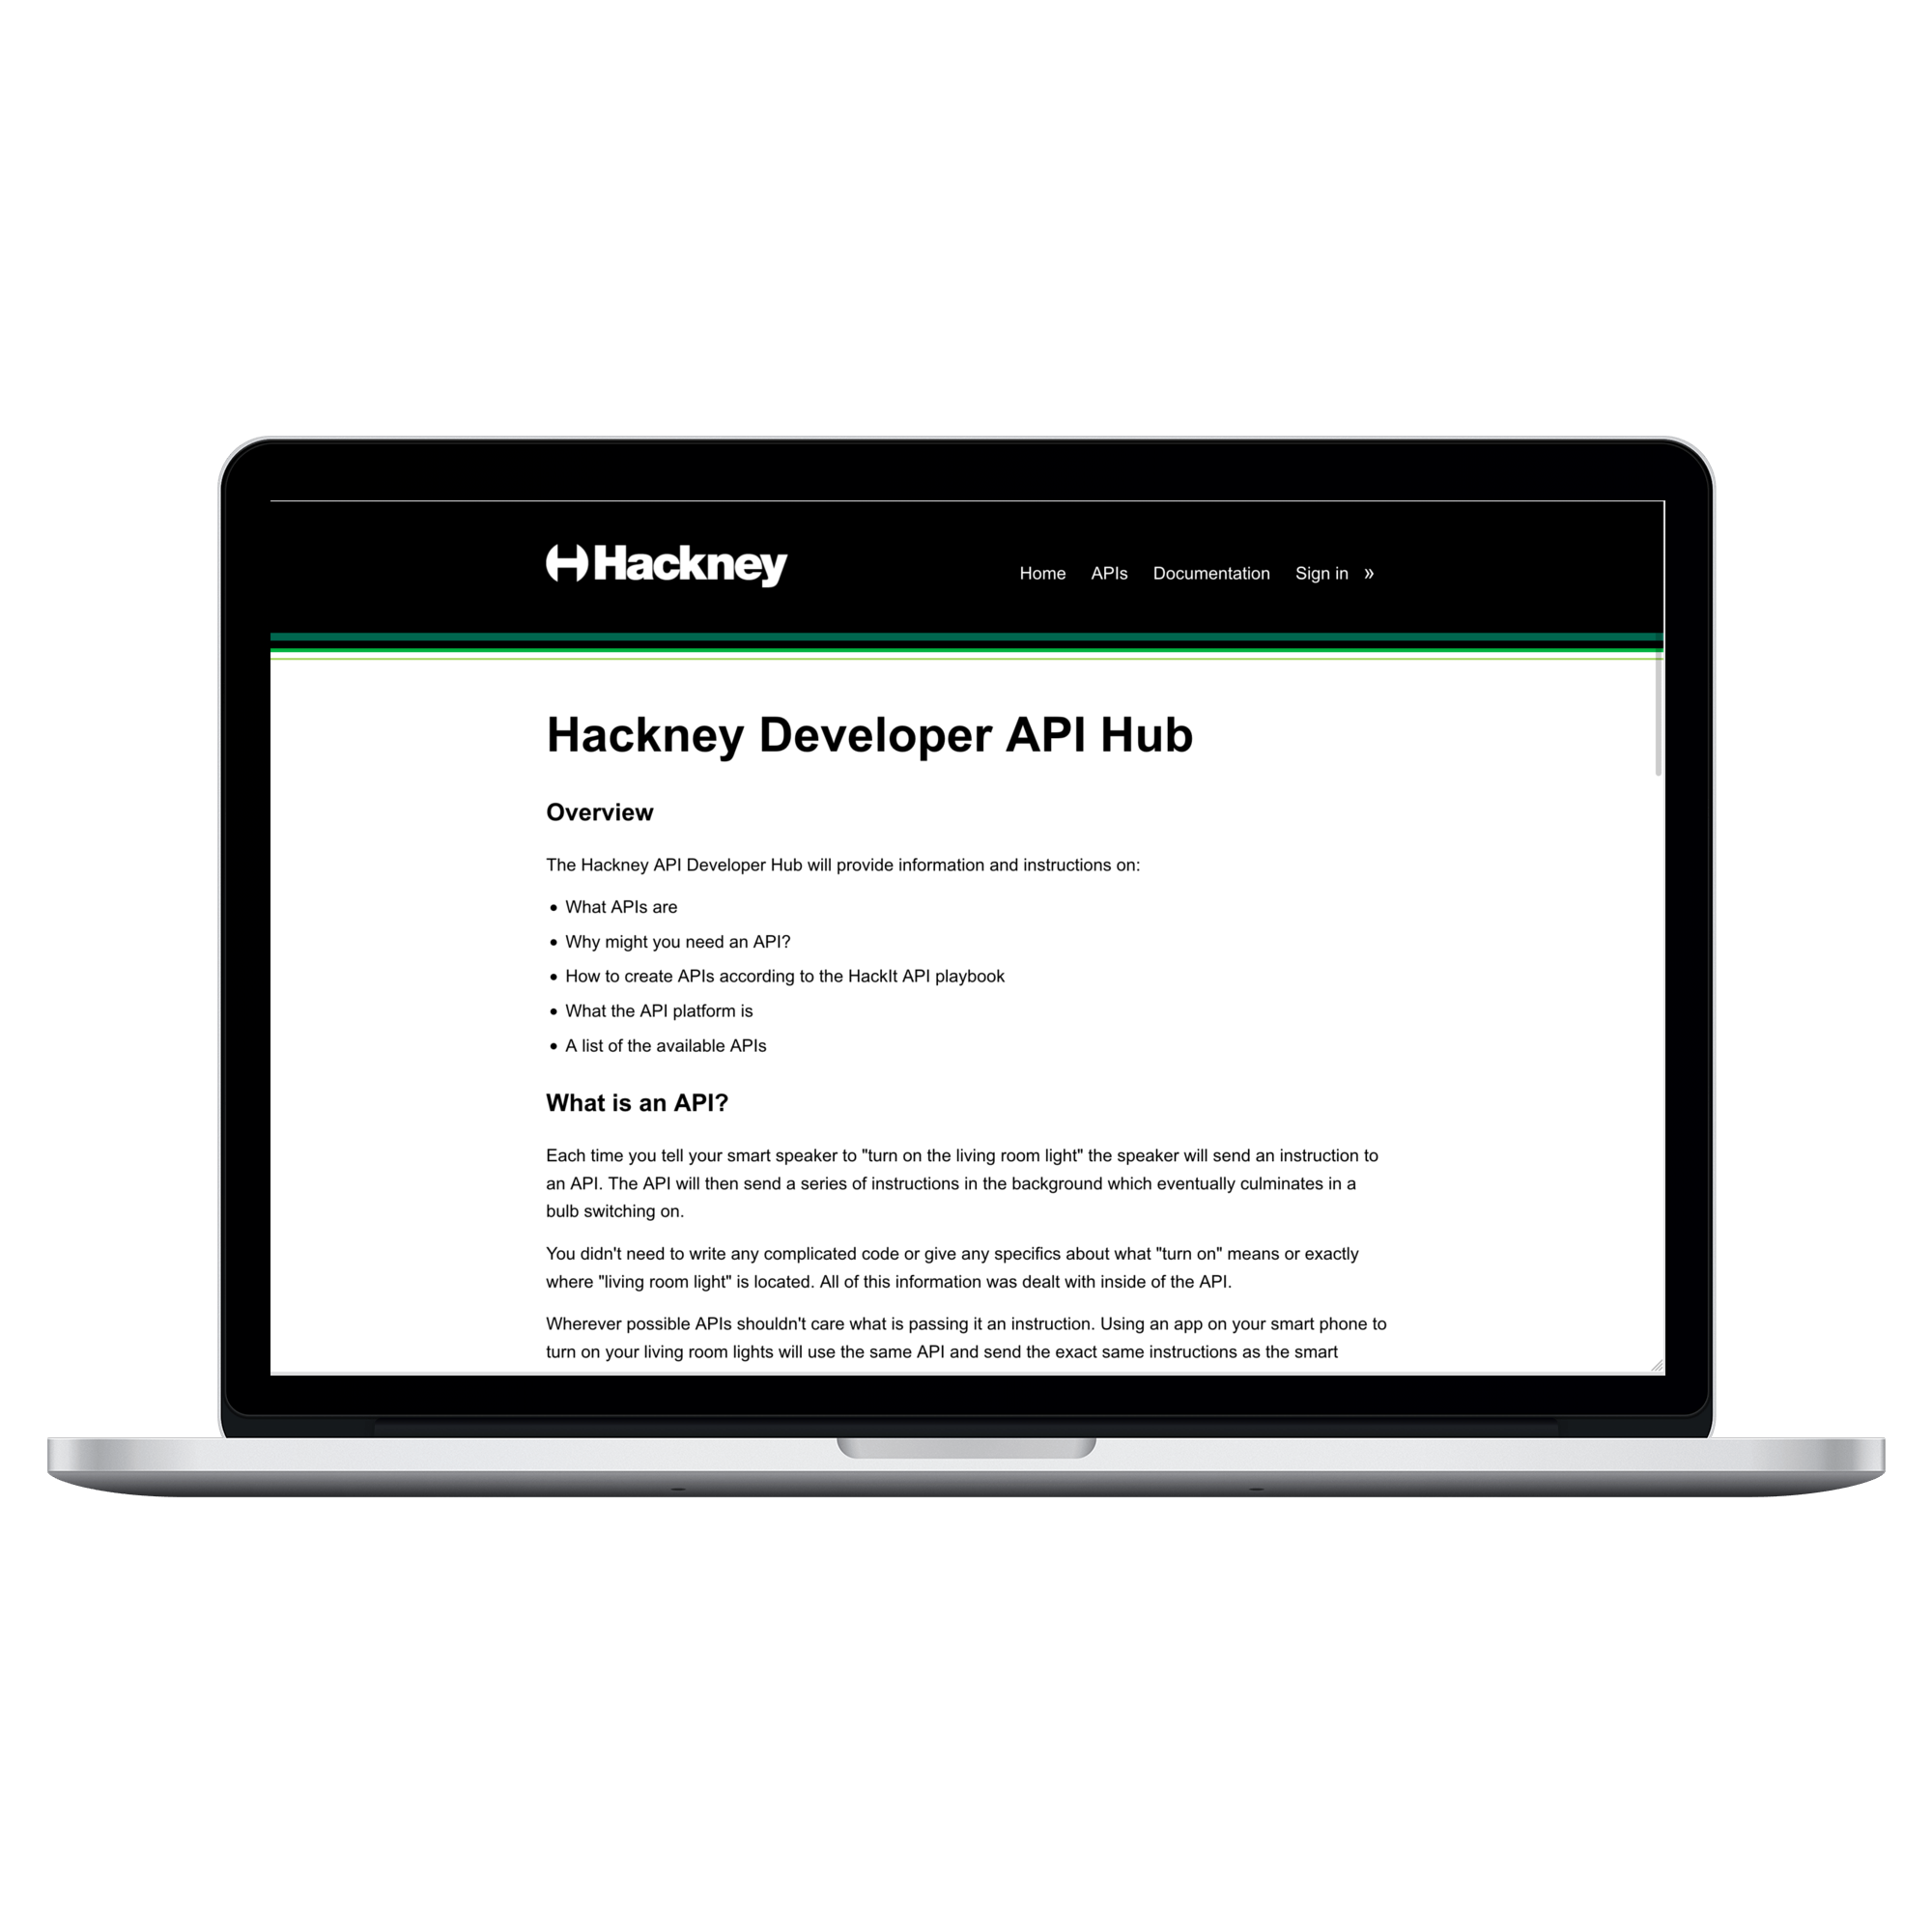 Hackney
Home APIs Documentation Sign in »
Hackney Developer API Hub
Overview
The Hackney API Developer Hub will provide information and instructions on:
• What APIs are
• Why might you need an API?
• How to create APIs according to the HackIt API playbook
• What the API platform is
• A list of the available APIs
What is an API?
Each time you tell your smart speaker to "turn on the living room light" the speaker will send an instruction to
an API. The API will then send a series of instructions in the background which eventually culminates in a
bulb switching on.
You didn't need to write any complicated code or give any specifics about what "turn on" means or exactly
where "living room light" is located. All of this information was dealt with inside of the API.
Wherever possible APIs shouldn't care what is passing it an instruction. Using an app on your smart phone to
turn on your living room lights will use the same API and send the exact same instructions as the smart